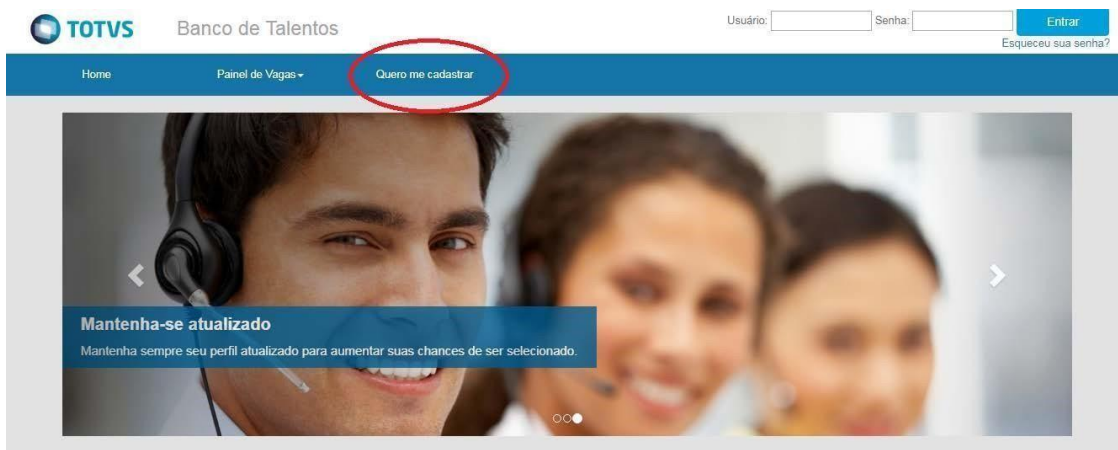 TOTVS Banco de Talentos
Usuário: Senha: Entrar
Esqueceu sua senha?
Home Painel de Vagas Quero me cadastrar
Mantenha-se atualizado
Mantenha sempre seu perfil atualizado para aumentar suas chances de ser selecionado.